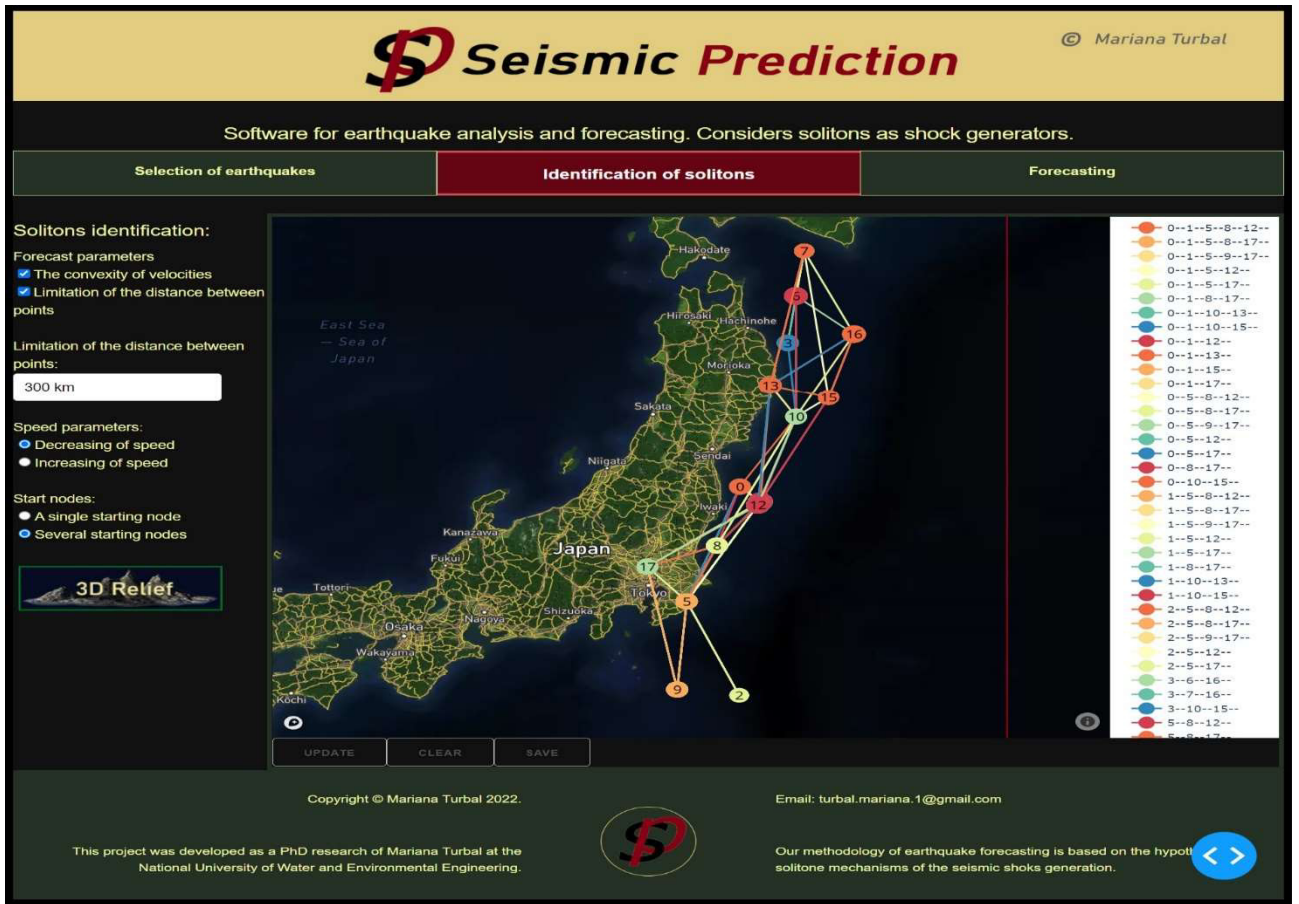 SP Seismic Prediction
© Mariana Turbal
Software for earthquake analysis and forecasting. Considers solitons as shock generators.
Selection of earthquakes
Identification of solitons
Forecasting
Solitons identification:
Forecast parameters
The convexity of velocities
Limitation of the distance between
points
Limitation of the distance between
points:
300 km
Speed parameters:
Decreasing of speed
Increasing of speed
Start nodes:
A single starting node
Several starting nodes
3D Relief
Hakodate
7
6
Hirosaki
Hachinohe
16
East Sea
— Sea of
Japan
3
Morioka
13
15
Sakata
10
Niigata
Sendai
0
12
Iwaki
Kanazawa
Japan
8
Fukui
17
Tottori
Tokyo
5
Shizuoka
Nagoya
Osaka
Wakayama
9
2
Kōchi
0--1--5--8--12--
0--1--5--8--17--
0--1--5--9--17--
0--1--5--12--
0--1--5--17--
0--1--8--17--
0--1--10--13--
0--1--10--15--
0--1--12--
0--1--13--
0--1--15--
0--1--17--
0--5--8--12--
0--5--8--17--
0--5--9--17--
0--5--12--
0--5--17--
0--8--17--
0--10--15--
1--5--8--12--
1--5--8--17--
1--5--9--17--
1--5--12--
1--5--17--
1--8--17--
1--10--13--
1--10--15--
2--5--8--12--
2--5--8--17--
2--5--9--17--
2--5--12--
2--5--17--
3--6--16--
3--7--16--
3--10--15--
5--8--12--
5--8--17--
UPDATE
CLEAR
SAVE
Copyright © Mariana Turbal 2022.
This project was developed as a PhD research of Mariana Turbal at the
National University of Water and Environmental Engineering.
SP
Email: turbal.mariana.1@gmail.com
Our methodology of earthquake forecasting is based on the hypot
solitone mechanisms of the seismic shoks generation.